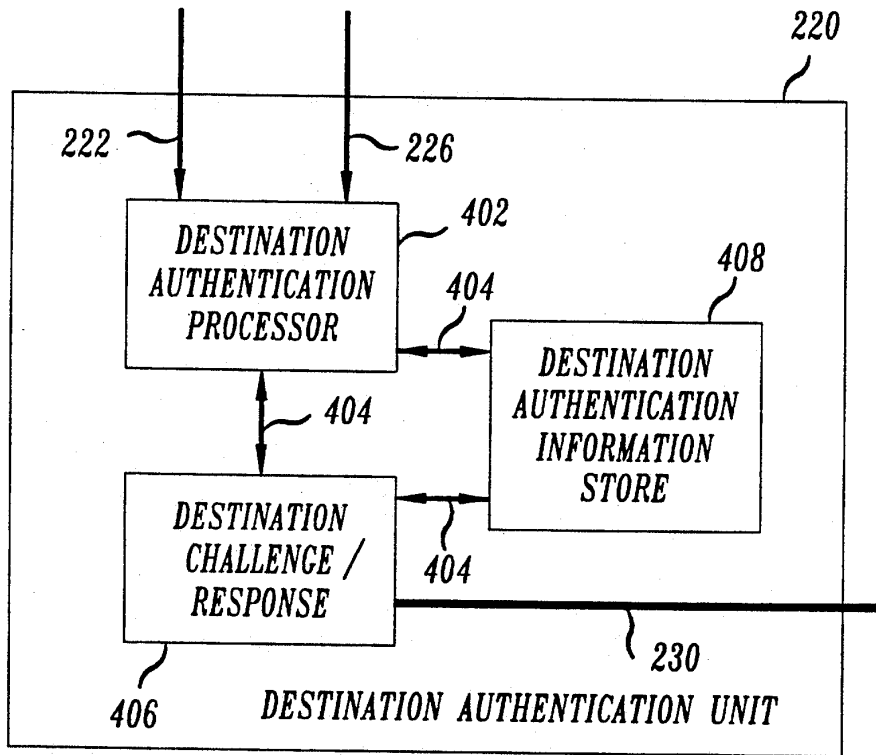 220
222
226
DESTINATION
AUTHENTICATION
PROCESSOR
402
408
404
DESTINATION
AUTHENTICATION
INFORMATION
STORE
404
DESTINATION
CHALLENGE /
RESPONSE
404
230
406
DESTINATION AUTHENTICATION UNIT